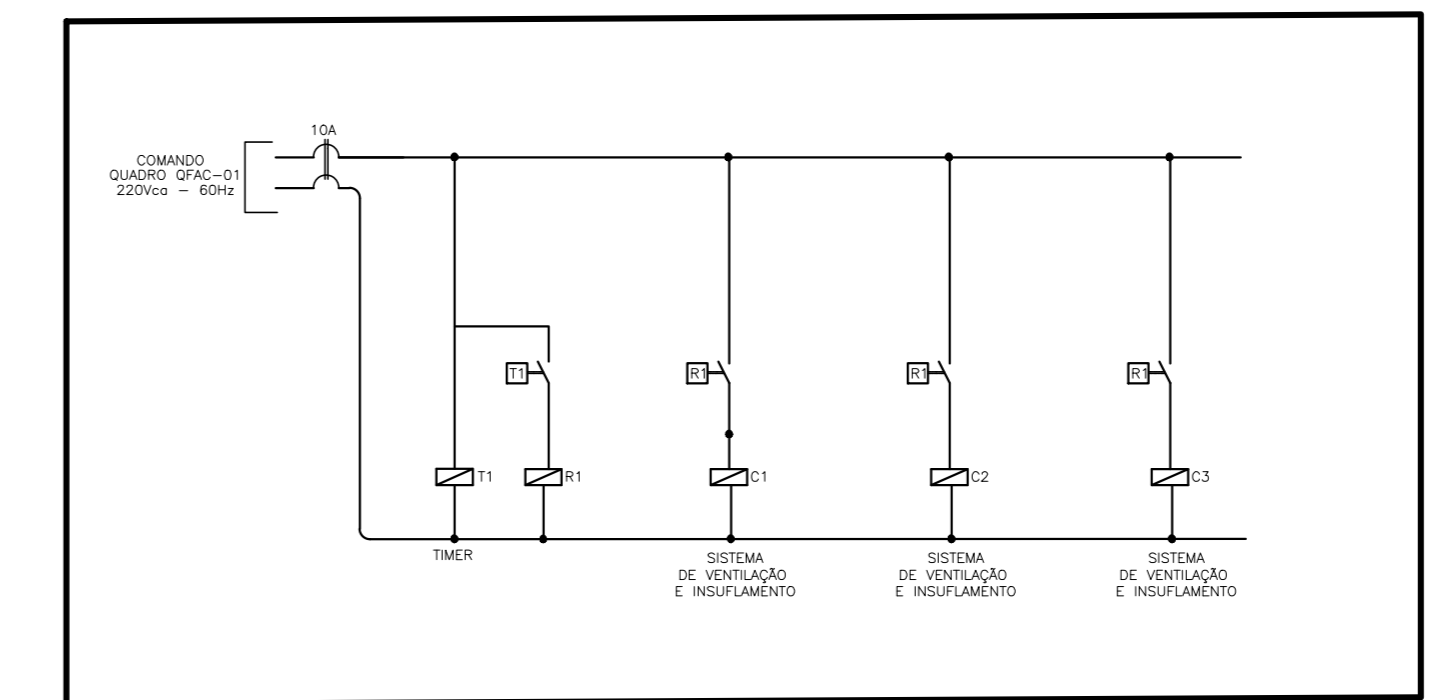 10A
COMANDO
QUADRO QFAC-01
220Vca - 60Hz
T1
R1
R1
R1
T1
R1
C1
C2
C3
TIMER
SISTEMA
DE VENTILAÇÃO
E INSUFLAMENTO
SISTEMA
DE VENTILAÇÃO
E INSUFLAMENTO
SISTEMA
DE VENTILAÇÃO
E INSUFLAMENTO